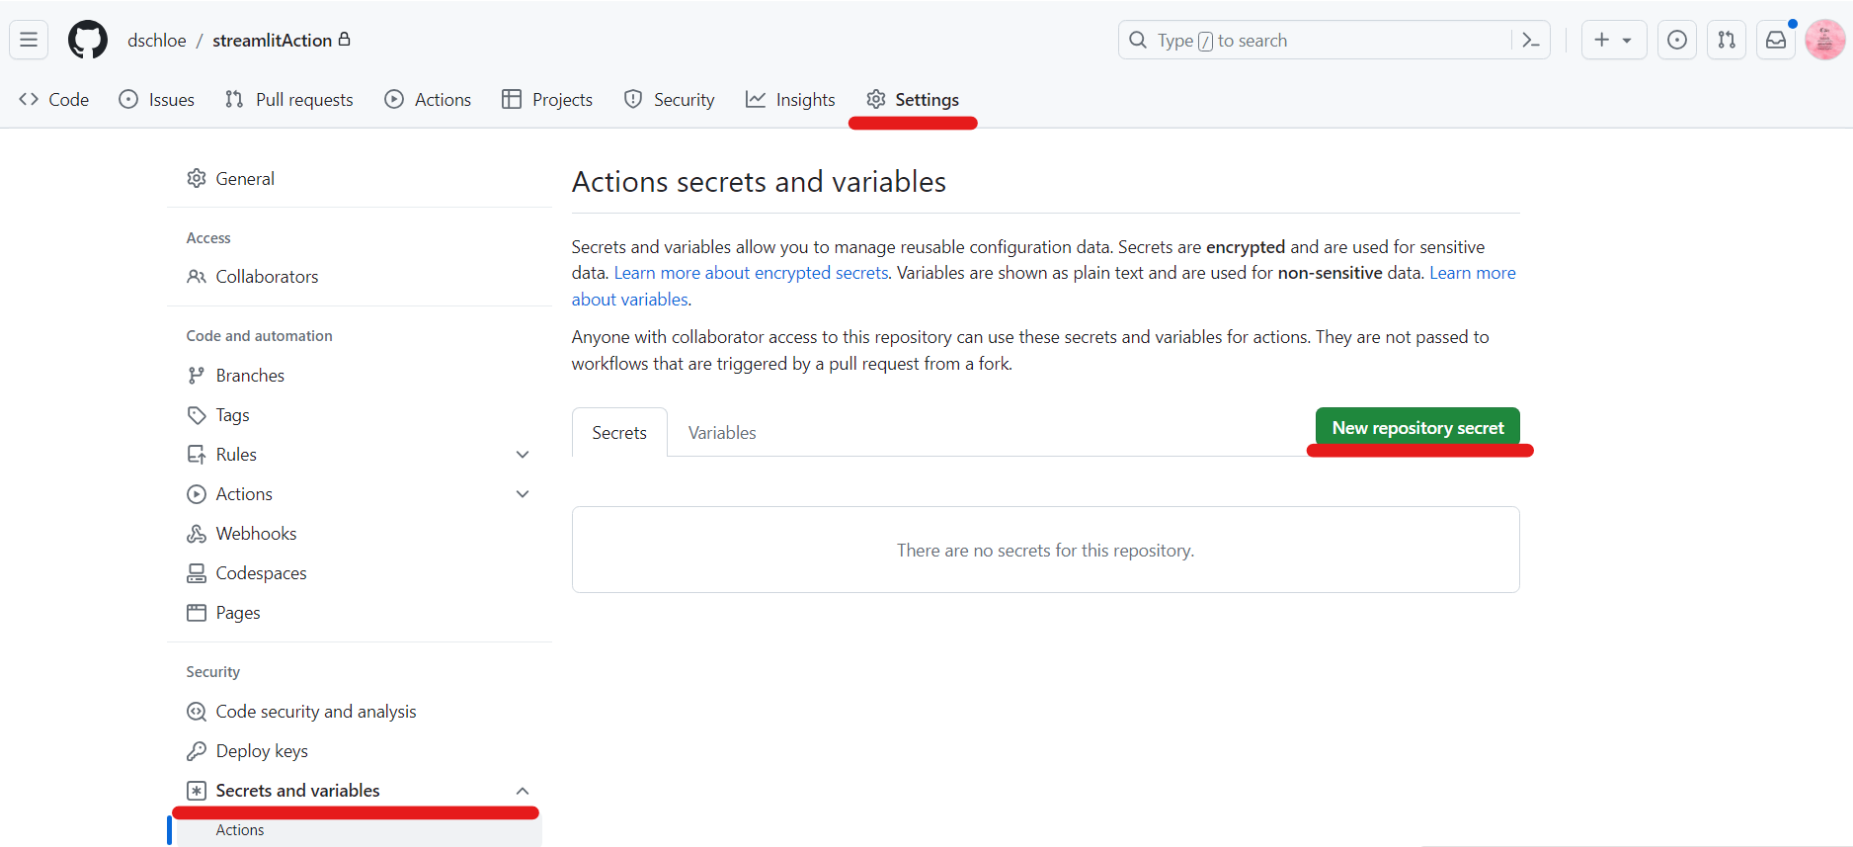 dschloe / streamlitAction
Type / to search
Code Issues Pull requests Actions Projects Security Insights Settings
General
Access
Collaborators
Code and automation
Branches
Tags
Rules
Actions
Webhooks
Codespaces
Pages
Security
Code security and analysis
Deploy keys
Secrets and variables
Actions
Actions secrets and variables
Secrets and variables allow you to manage reusable configuration data. Secrets are encrypted and are used for sensitive
data. Learn more about encrypted secrets. Variables are shown as plain text and are used for non-sensitive data. Learn more
about variables.
Anyone with collaborator access to this repository can use these secrets and variables for actions. They are not passed to
workflows that are triggered by a pull request from a fork.
Secrets Variables
New repository secret
There are no secrets for this repository.